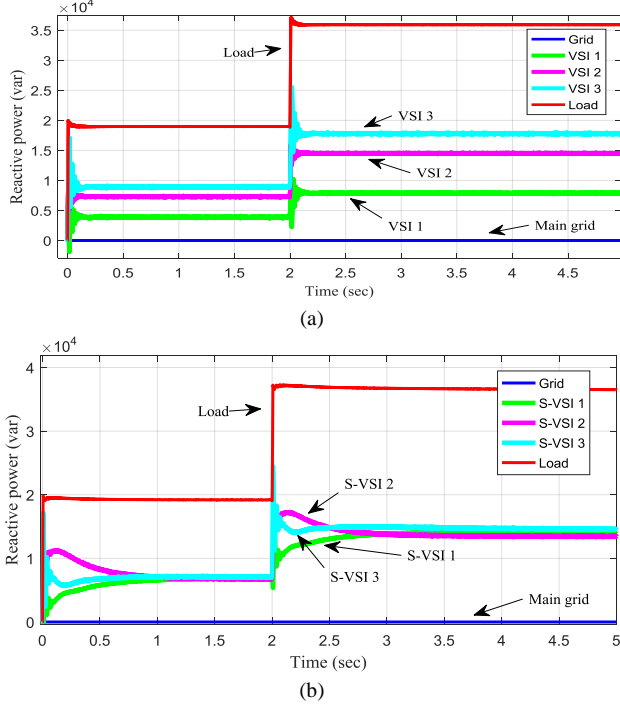 ×10⁴
3.5
3
2.5
2
1.5
1
0.5
0
Reactive power (var)
Load
VSI 3
VSI 2
VSI 1
Main grid
Grid
VSI 1
VSI 2
VSI 3
Load
0 0.5 1 1.5 2 2.5 3 3.5 4 4.5
Time (sec)
(a)
×10⁴
4
3
2
1
0
Reactive power (var)
Load
S-VSI 2
S-VSI 1
S-VSI 3
Main grid
Grid
S-VSI 1
S-VSI 2
S-VSI 3
Load
0 0.5 1 1.5 2 2.5 3 3.5 4 4.5 5
Time (sec)
(b)